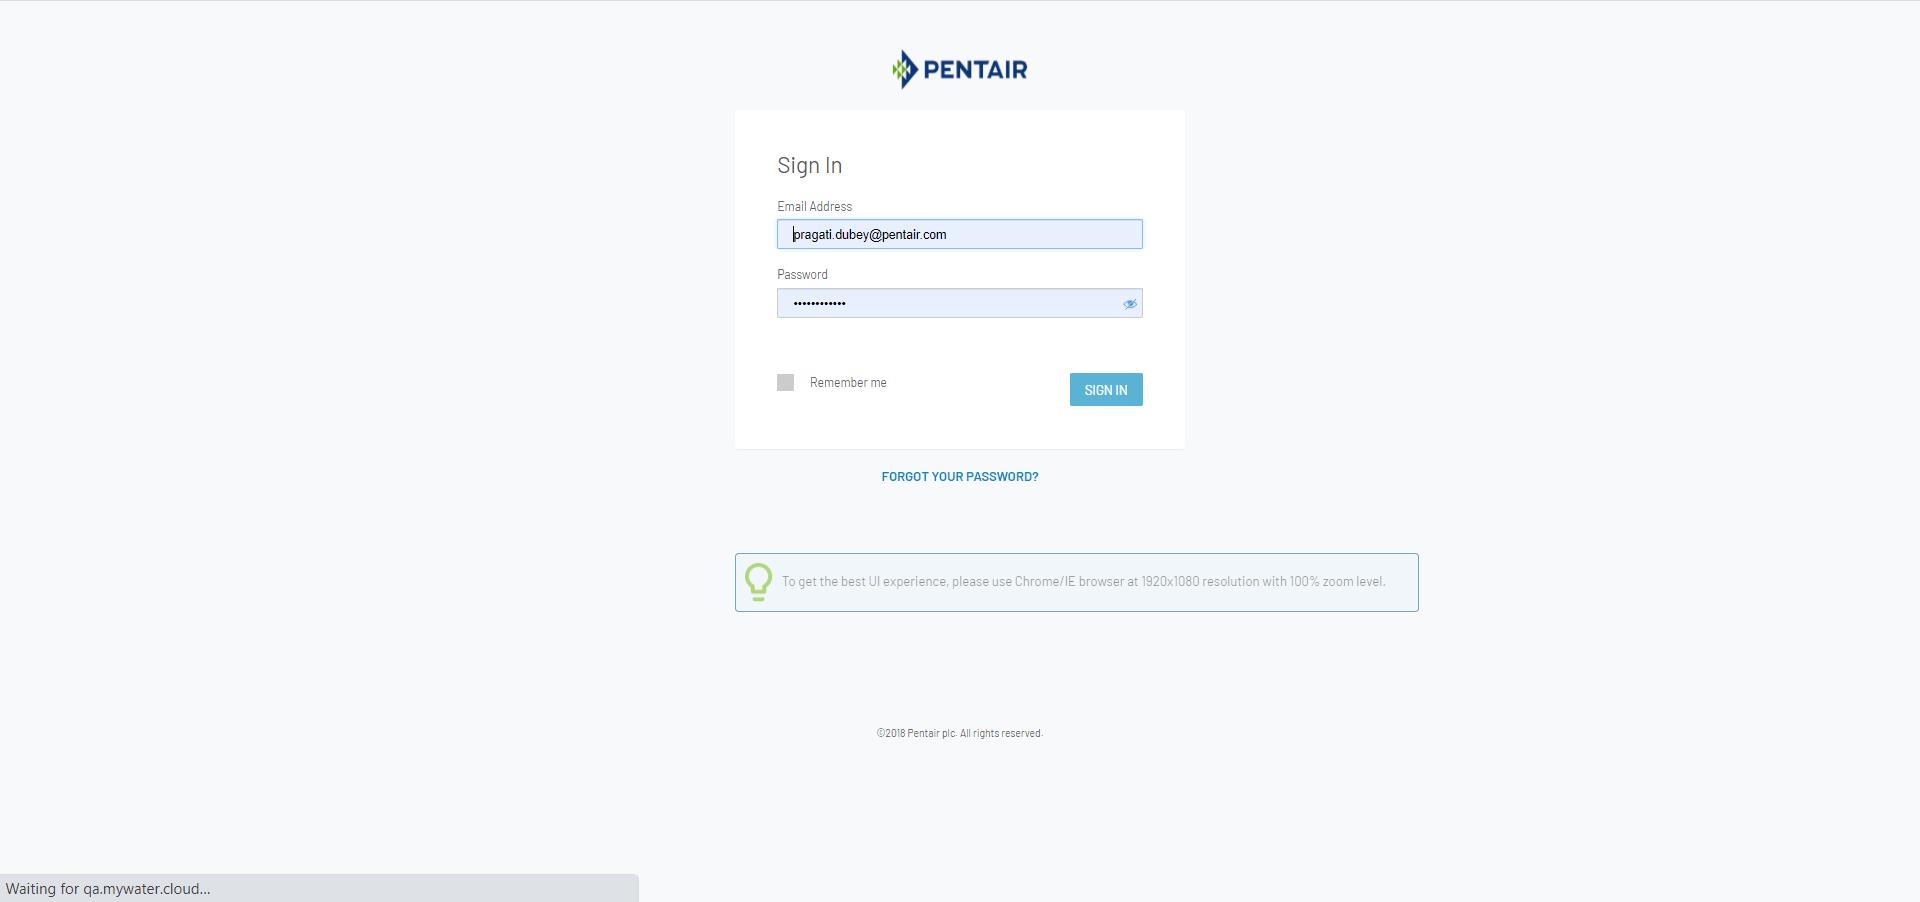 PENTAIR
Sign In
Email Address
pragati.dubey@pentair.com
Password
••••••••••••
Remember me
SIGN IN
FORGOT YOUR PASSWORD?
To get the best UI experience, please use Chrome/IE browser at 1920x1080 resolution with 100% zoom level.
©2018 Pentair plc. All rights reserved.
Waiting for qa.mywater.cloud...